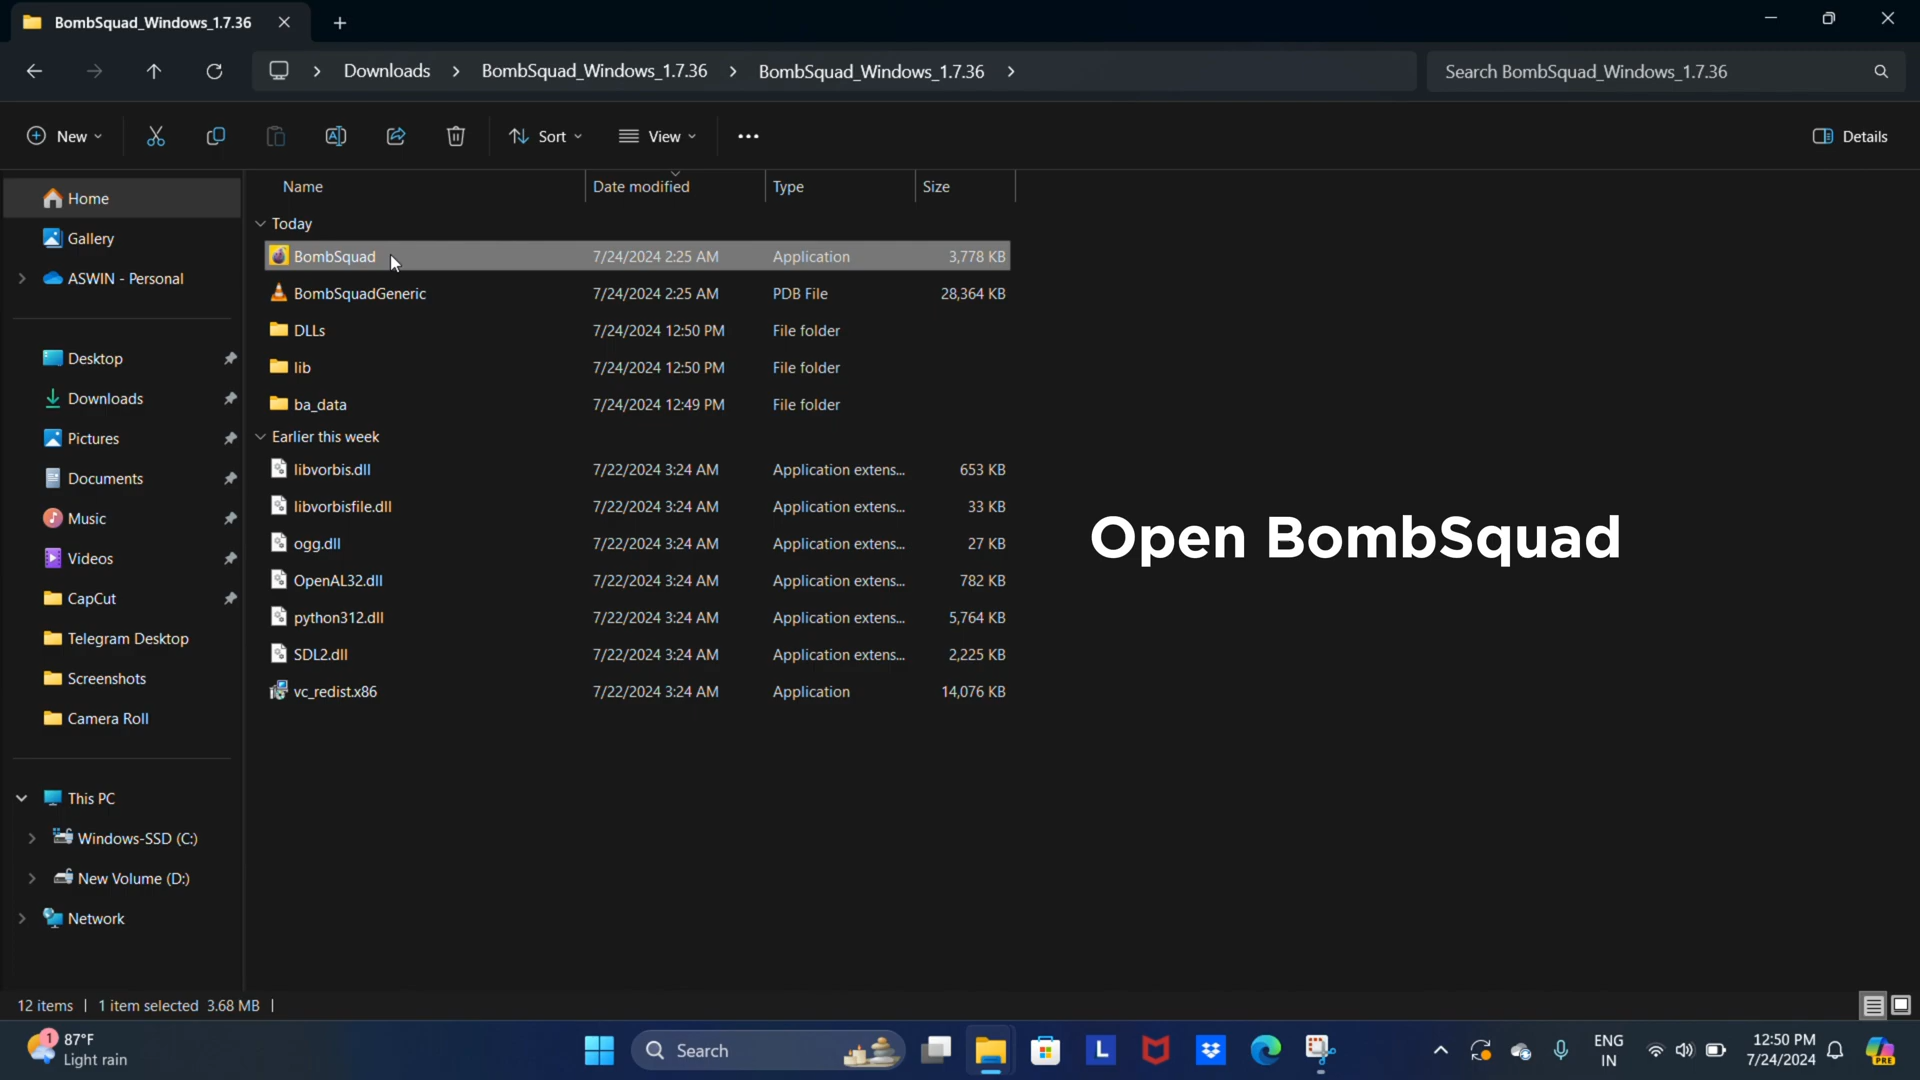 BombSquad_Windows_1.7.36
Downloads BombSquad_Windows_1.7.36 BombSquad_Windows_1.7.36
Search BombSquad_Windows_1.7.36
New Sort View Details
Name Date modified Type Size
Home
Gallery
ASWIN - Personal
Desktop
Downloads
Pictures
Documents
Music
Videos
CapCut
Telegram Desktop
Screenshots
Camera Roll
This PC
Windows-SSD (C:)
New Volume (D:)
Network
Today
BombSquad 7/24/2024 2:25 AM Application 3,778 KB
BombSquadGeneric 7/24/2024 2:25 AM PDB File 28,364 KB
DLLs 7/24/2024 12:50 PM File folder
lib 7/24/2024 12:50 PM File folder
ba_data 7/24/2024 12:49 PM File folder
Earlier this week
libvorbis.dll 7/22/2024 3:24 AM Application extens... 653 KB
libvorbisfile.dll 7/22/2024 3:24 AM Application extens... 33 KB
ogg.dll 7/22/2024 3:24 AM Application extens... 27 KB
OpenAL32.dll 7/22/2024 3:24 AM Application extens... 782 KB
python312.dll 7/22/2024 3:24 AM Application extens... 5,764 KB
SDL2.dll 7/22/2024 3:24 AM Application extens... 2,225 KB
vc_redist.x86 7/22/2024 3:24 AM Application 14,076 KB
Open BombSquad
12 items 1 item selected 3.68 MB
1
87°F
Light rain
Search
L
ENG
IN
12:50 PM
7/24/2024
PRE